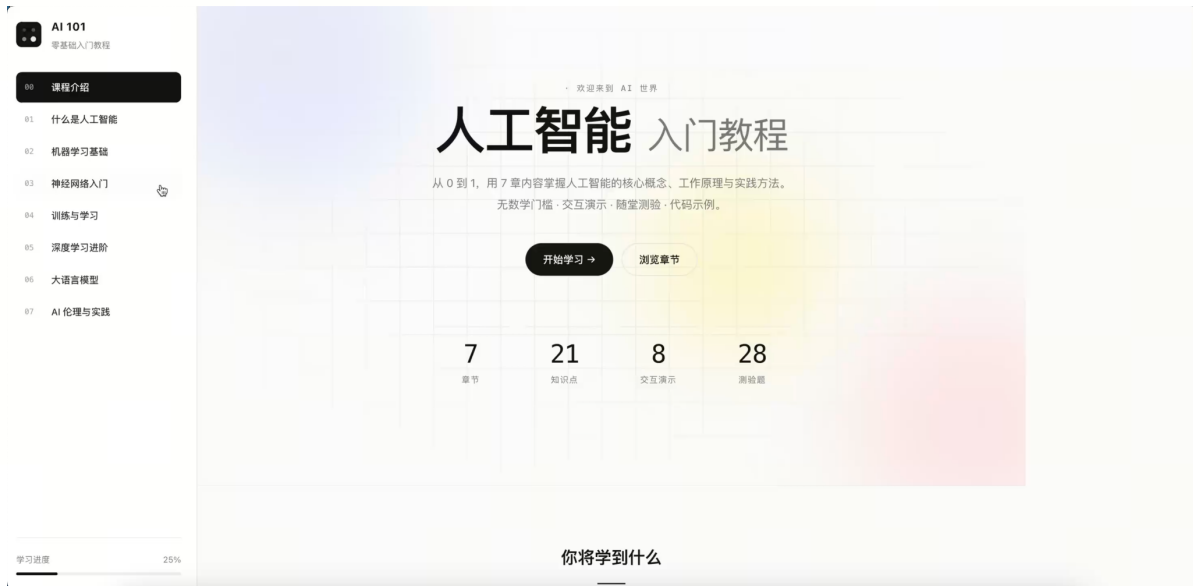 AI 101
零基础入门教程
00 课程介绍
01 什么是人工智能
02 机器学习基础
03 神经网络入门
04 训练与学习
05 深度学习进阶
06 大语言模型
07 AI 伦理与实践
学习进度 25%
· 欢迎来到 AI 世界
人工智能 入门教程
从 0 到 1，用 7 章内容掌握人工智能的核心概念、工作原理与实践方法。
无数学门槛 · 交互演示 · 随堂测验 · 代码示例。
开始学习 → 浏览章节
7 21 8 28
章节 知识点 交互演示 测验题
你将学到什么